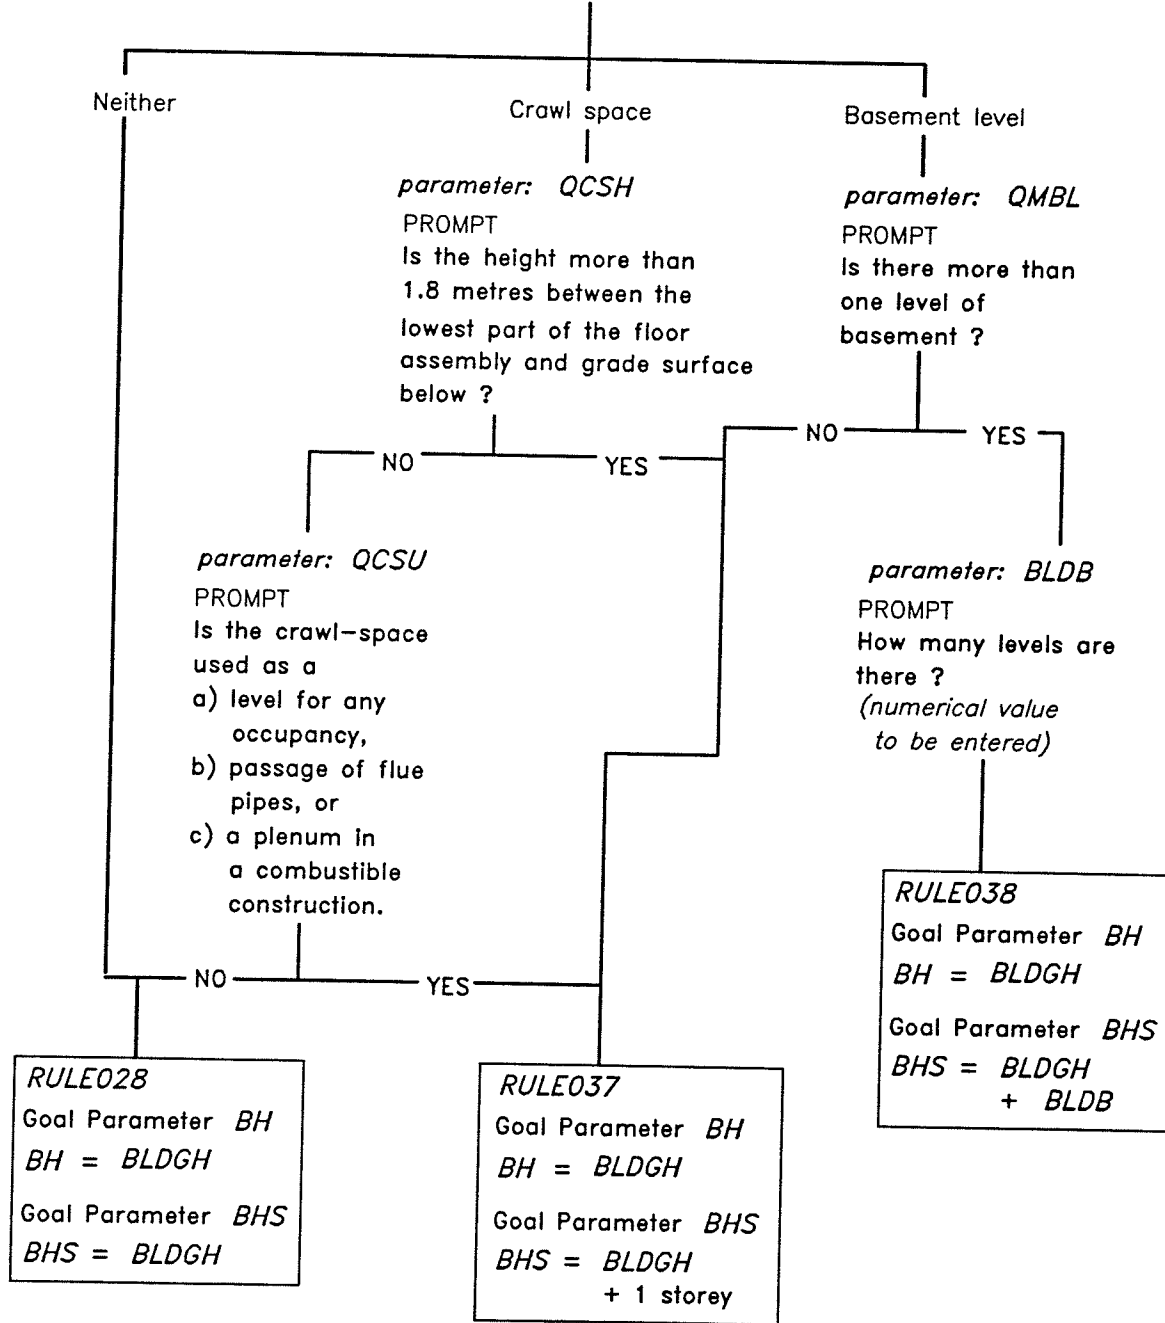 Neither
Crawl space
Basement level
parameter: QCSH
PROMPT
Is the height more than
1.8 metres between the
lowest part of the floor
assembly and grade surface
below ?
parameter: QMBL
PROMPT
Is there more than
one level of
basement ?
NO
YES
NO
YES
parameter: QCSU
PROMPT
Is the crawl-space
used as a
a) level for any
occupancy,
b) passage of flue
pipes, or
c) a plenum in
a combustible
construction.
parameter: BLDB
PROMPT
How many levels are
there ?
(numerical value
to be entered)
NO
YES
RULE028
Goal Parameter BH
BH = BLDGH
Goal Parameter BHS
BHS = BLDGH
RULE037
Goal Parameter BH
BH = BLDGH
Goal Parameter BHS
BHS = BLDGH
+ 1 storey
RULE038
Goal Parameter BH
BH = BLDGH
Goal Parameter BHS
BHS = BLDGH
+ BLDB